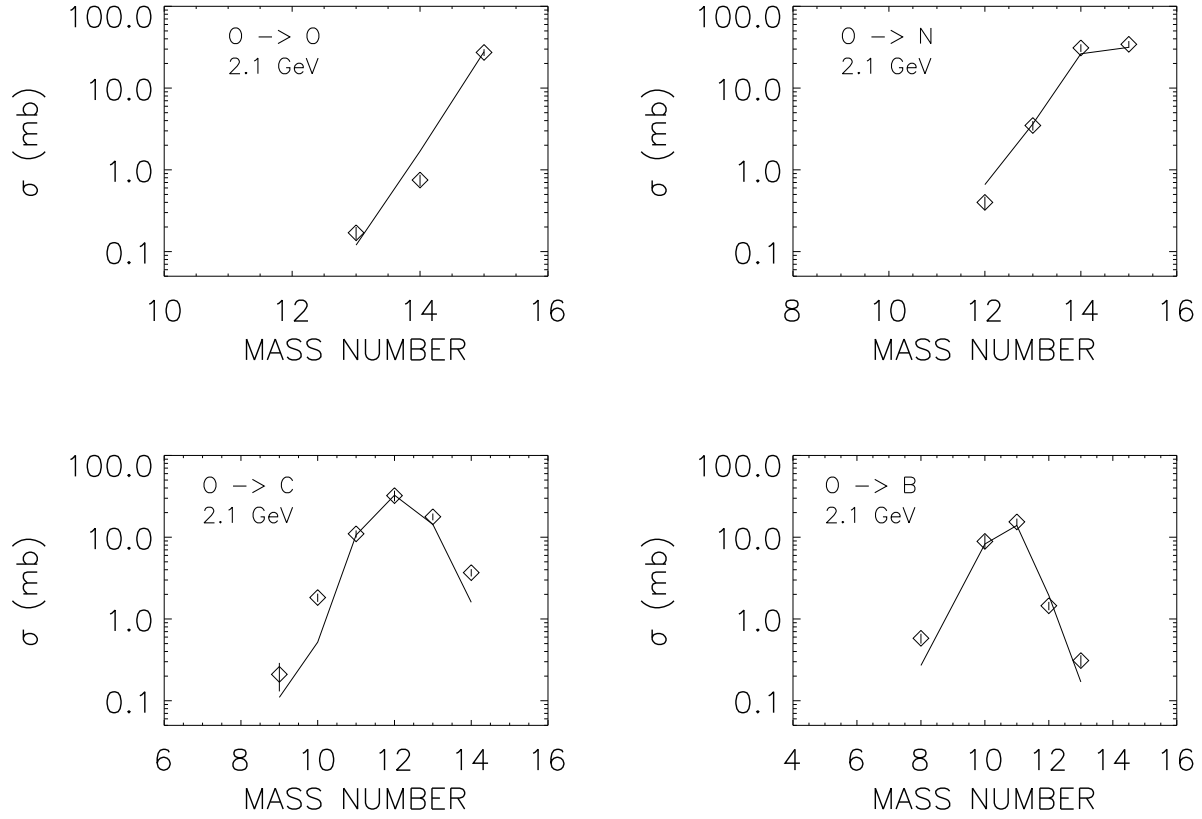 O -> O
2.1 GeV
100.0
10.0
1.0
0.1
σ (mb)
10 12 14 16
MASS NUMBER
O -> N
2.1 GeV
100.0
10.0
1.0
0.1
σ (mb)
8 10 12 14 16
MASS NUMBER
O -> C
2.1 GeV
100.0
10.0
1.0
0.1
σ (mb)
6 8 10 12 14 16
MASS NUMBER
O -> B
2.1 GeV
100.0
10.0
1.0
0.1
σ (mb)
4 6 8 10 12 14 16
MASS NUMBER